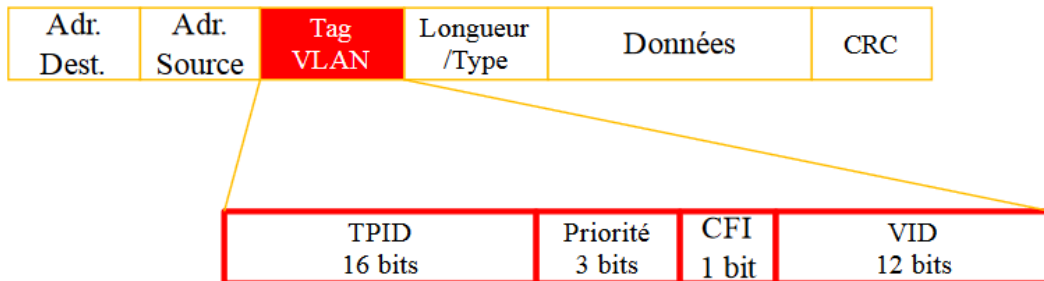 Adr. Adr. Tag Longueur
Dest. Source VLAN /Type Données CRC
TPID Priorité CFI VID
16 bits 3 bits 1 bit 12 bits